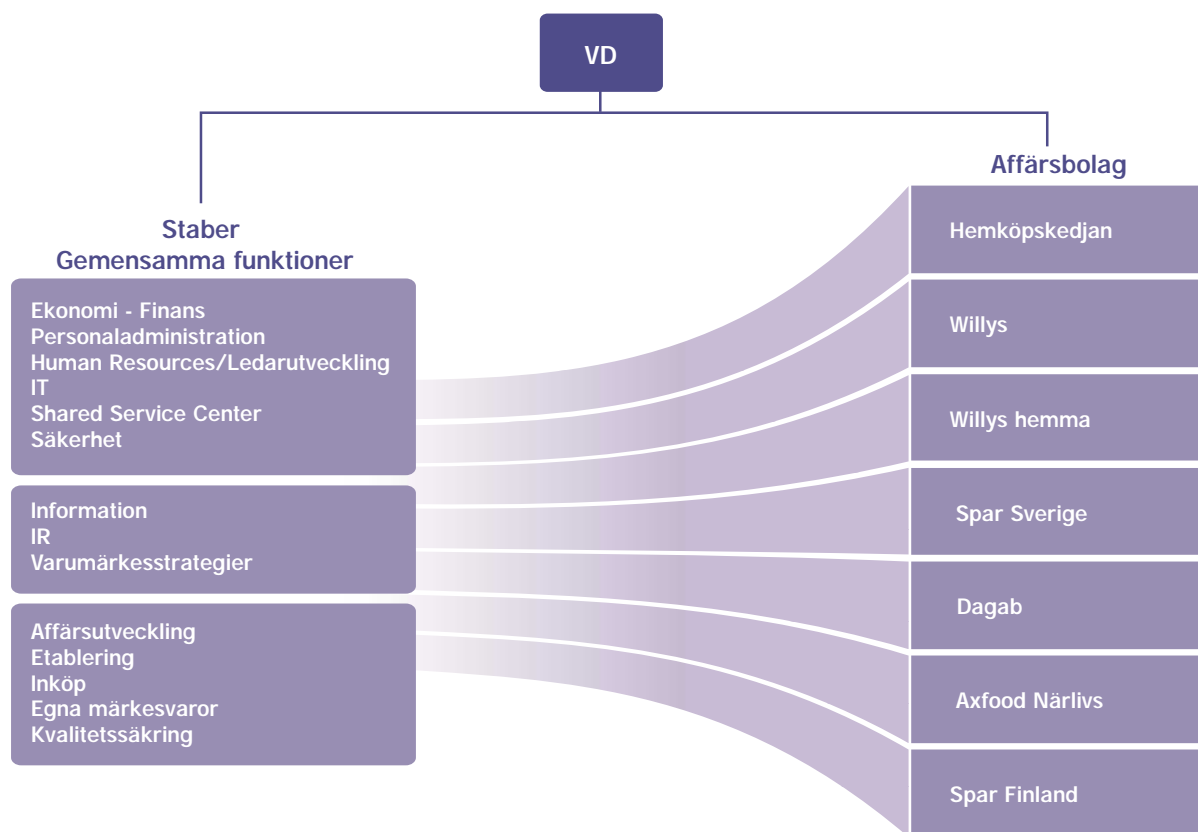 VD
Staber
Gemensamma funktioner
Ekonomi - Finans
Personaladministration
Human Resources/Ledarutveckling
IT
Shared Service Center
Säkerhet
Information
IR
Varumärkesstrategier
Affärsutveckling
Etablering
Inköp
Egna märkesvaror
Kvalitetssäkring
Affärsbolag
Hemköpskedjan
Willys
Willys hemma
Spar Sverige
Dagab
Axfood Närlivs
Spar Finland